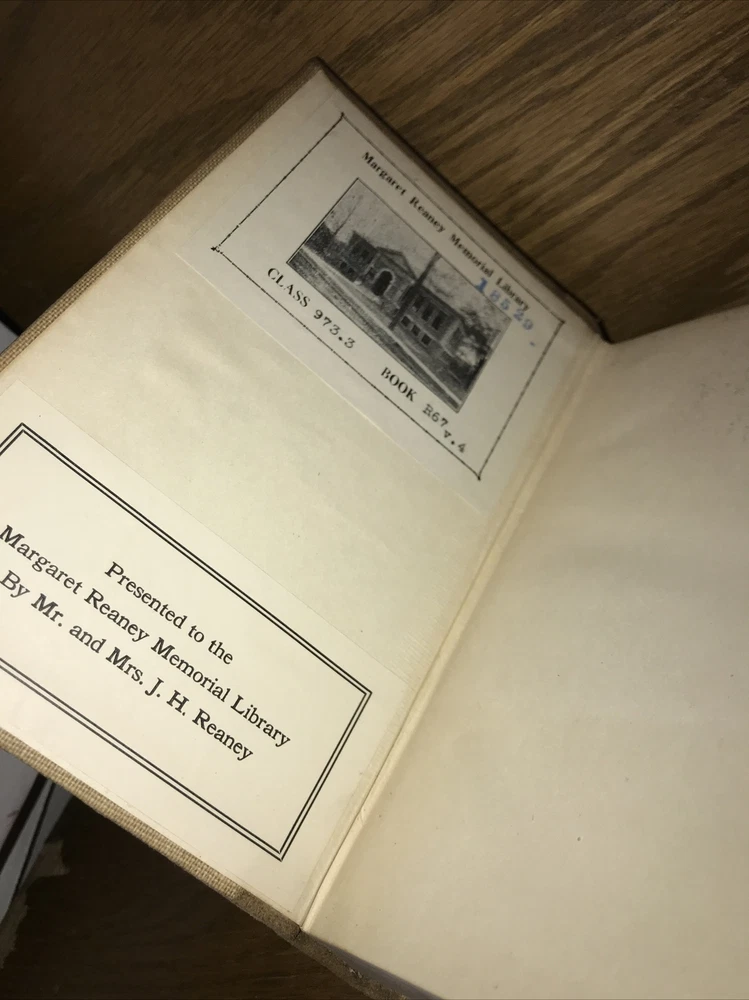 Margaret Reaney Memorial Library
18529
CLASS 973.3 BOOK R67
v.4
Presented to the
Margaret Reaney Memorial Library
By Mr. and Mrs. J. H. Reaney